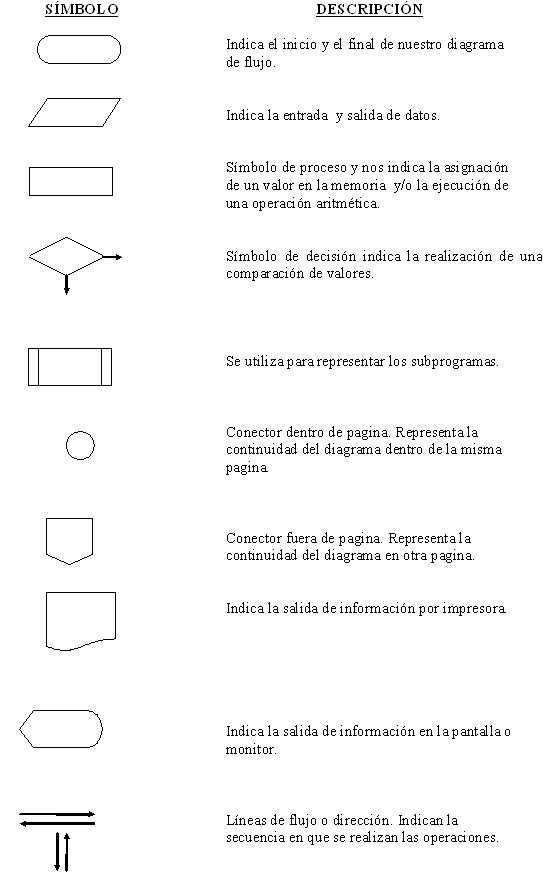 SÍMBOLO DESCRIPCIÓN
Indica el inicio y el final de nuestro diagrama
de flujo.
Indica la entrada y salida de datos.
Símbolo de proceso y nos indica la asignación
de un valor en la memoria y/o la ejecución de
una operación aritmética.
Símbolo de decisión indica la realización de una
comparación de valores.
Se utiliza para representar los subprogramas.
Conector dentro de pagina. Representa la
continuidad del diagrama dentro de la misma
pagina.
Conector fuera de pagina. Representa la
continuidad del diagrama en otra pagina.
Indica la salida de información por impresora.
Indica la salida de información en la pantalla o
monitor.
Líneas de flujo o dirección. Indican la
secuencia en que se realizan las operaciones.